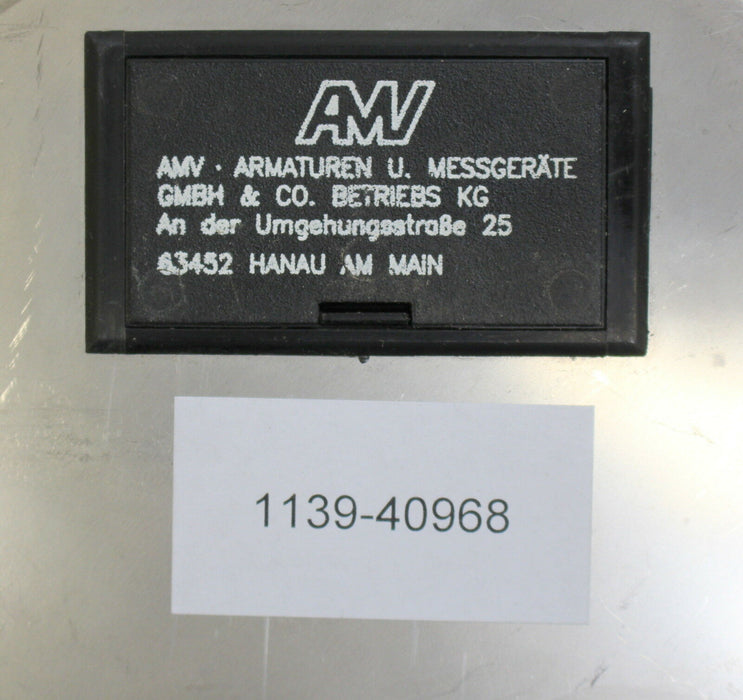 AMV
AMV · ARMATUREN U. MESSGERÄTE
GMBH & CO. BETRIEBS KG
An der Umgehungsstraße 25
63452 HANAU AM MAIN
1139-40968